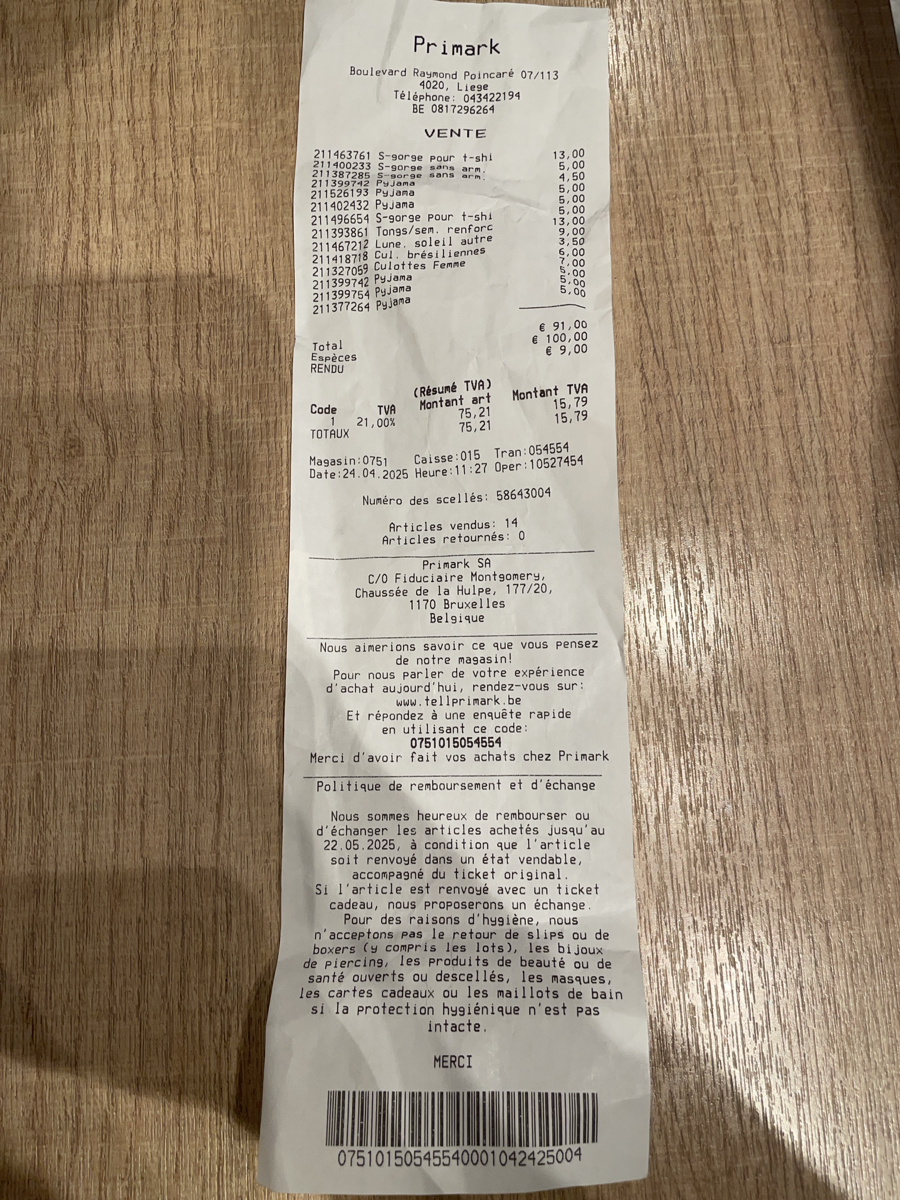 Primark
Boulevard Raymond Poincaré 07/113
4020, Liege
Téléphone: 043422194
BE 0817296264
VENTE
211463761 S-gorge pour t-shi 13,00
211400233 S-gorge sans arm. 5,00
211387285 S-gorge sans arm. 4,50
211399742 Pyjama 5,00
211526193 Pyjama 5,00
211402432 Pyjama 5,00
211496654 S-gorge pour t-shi 13,00
211393861 Tongs/sem. renforc 9,00
211467212 Lune. soleil autre 3,50
211418718 Cul. brésiliennes 6,00
211327059 Culottes Femme 7,00
211399742 Pyjama 5,00
211399754 Pyjama 5,00
211377264 Pyjama 5,00
Total € 91,00
Espèces € 100,00
RENDU € 9,00
(Résumé TVA)
Code TVA Montant art Montant TVA
1 21,00% 75,21 15,79
TOTAUX 75,21 15,79
Magasin:0751 Caisse:015 Tran:054554
Date:24.04.2025 Heure:11:27 Oper:10527454
Numéro des scellés: 58643004
Articles vendus: 14
Articles retournés: 0
Primark SA
C/O Fiduciaire Montgomery,
Chaussée de la Hulpe, 177/20,
1170 Bruxelles
Belgique
Nous aimerions savoir ce que vous pensez
de notre magasin!
Pour nous parler de votre expérience
d'achat aujourd'hui, rendez-vous sur:
www.tellprimark.be
Et répondez à une enquête rapide
en utilisant ce code:
0751015054554
Merci d'avoir fait vos achats chez Primark
Politique de remboursement et d'échange
Nous sommes heureux de rembourser ou
d'échanger les articles achetés jusqu'au
22.05.2025, à condition que l'article
soit renvoyé dans un état vendable,
accompagné du ticket original.
Si l'article est renvoyé avec un ticket
cadeau, nous proposerons un échange.
Pour des raisons d'hygiène, nous
n'acceptons pas le retour de slips ou de
boxers (y compris les lots), les bijoux
de piercing, les produits de beauté ou de
santé ouverts ou descellés, les masques,
les cartes cadeaux ou les maillots de bain
si la protection hygiénique n'est pas
intacte.
MERCI
07510150545540001042425004